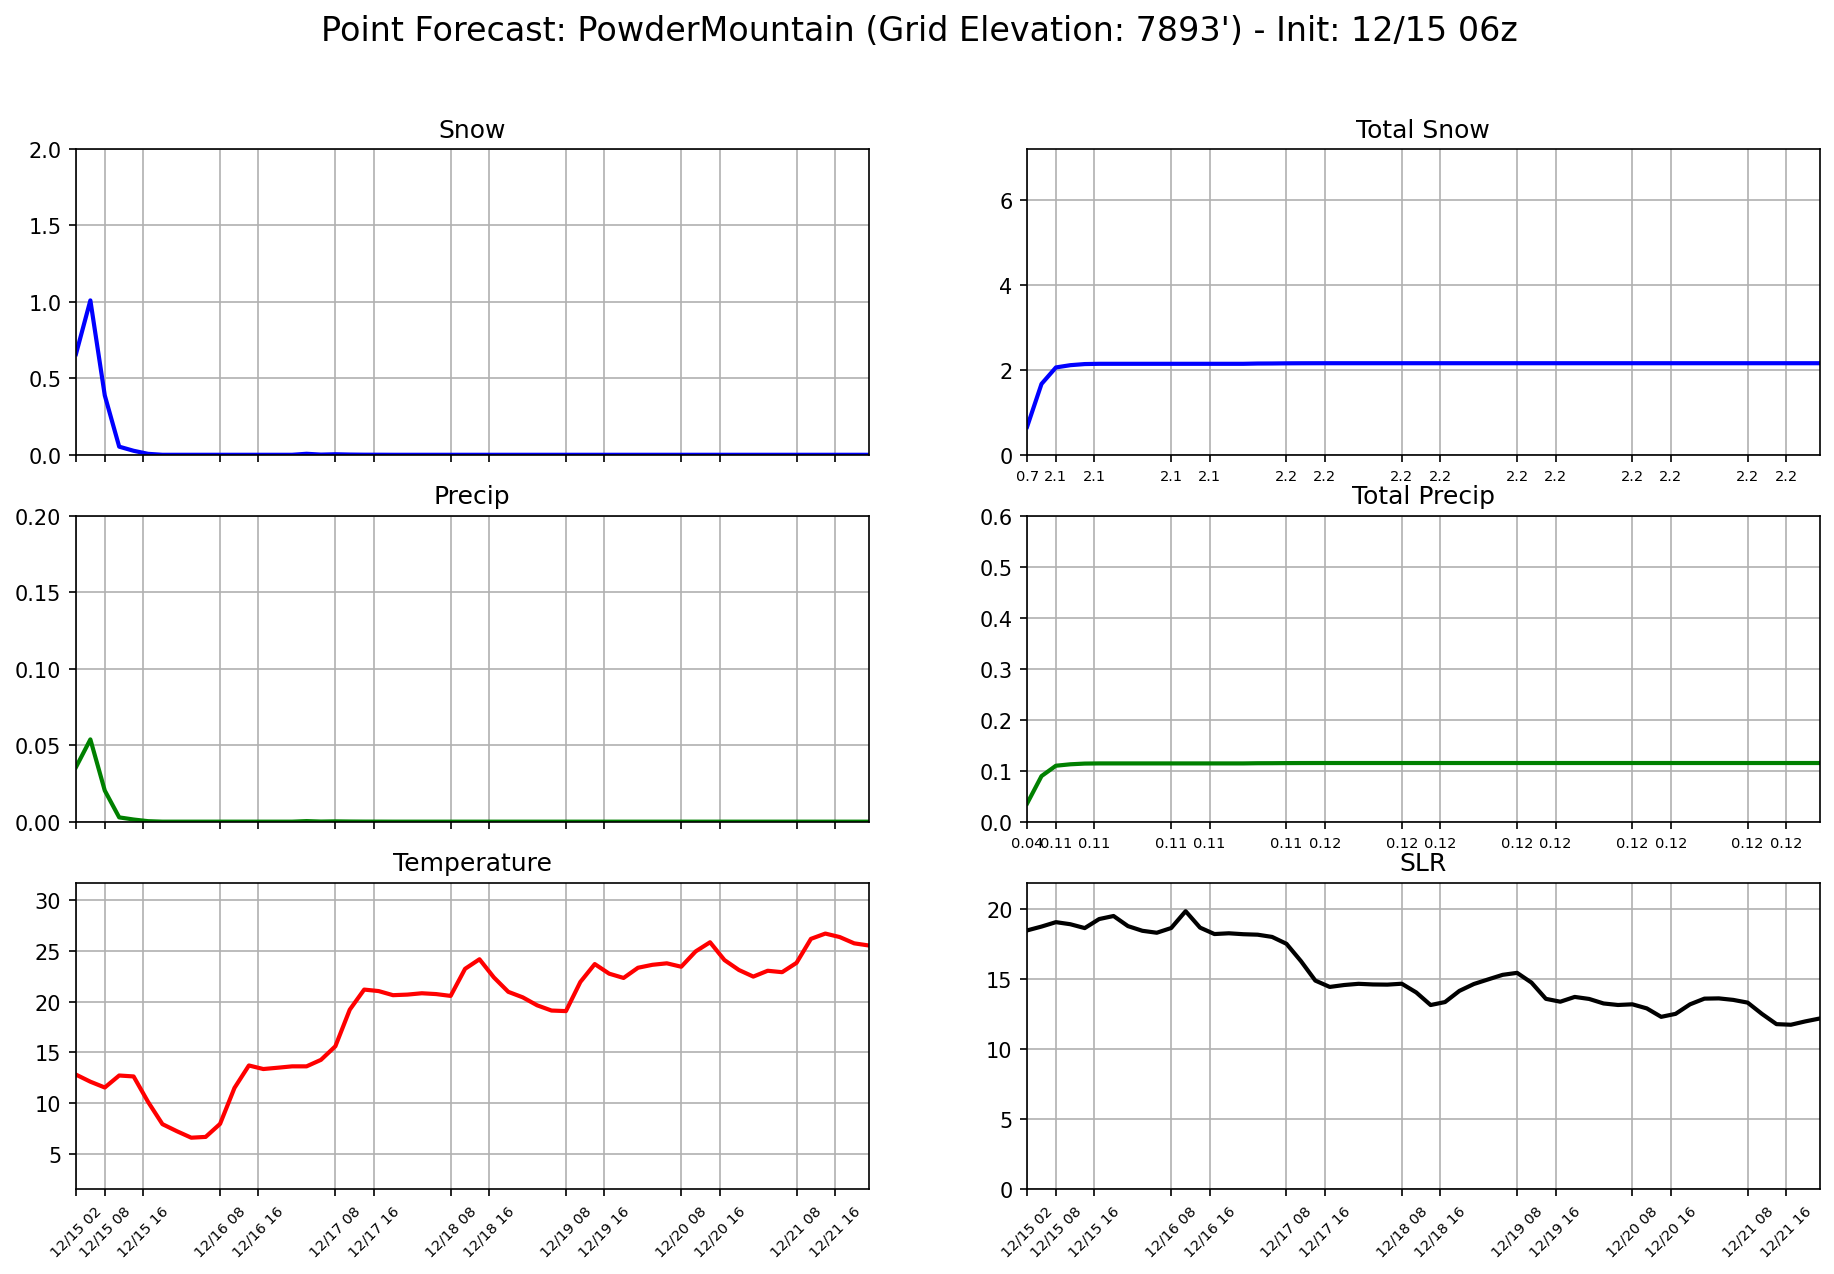 Point Forecast: PowderMountain (Grid Elevation: 7893') - Init: 12/15 06z
Snow
2.0
1.5
1.0
0.5
0.0
Total Snow
6
4
2
0
0.7 2.1 2.1 2.1 2.1 2.2 2.2 2.2 2.2 2.2 2.2 2.2 2.2 2.2 2.2
Precip
0.20
0.15
0.10
0.05
0.00
Total Precip
0.6
0.5
0.4
0.3
0.2
0.1
0.0
0.04 0.11 0.11 0.11 0.11 0.11 0.12 0.12 0.12 0.12 0.12 0.12 0.12 0.12 0.12
Temperature
30
25
20
15
10
5
12/15 02 12/15 08 12/15 16 12/16 08 12/16 16 12/17 08 12/17 16 12/18 08 12/18 16 12/19 08 12/19 16 12/20 08 12/20 16 12/21 08 12/21 16
SLR
20
15
10
5
0
12/15 02 12/15 08 12/15 16 12/16 08 12/16 16 12/17 08 12/17 16 12/18 08 12/18 16 12/19 08 12/19 16 12/20 08 12/20 16 12/21 08 12/21 16